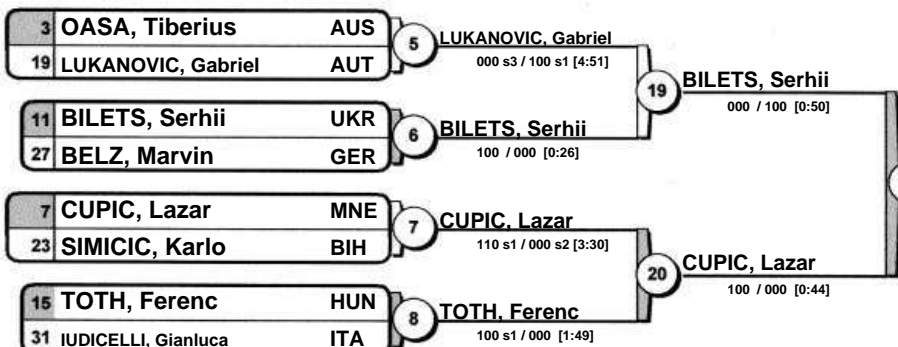 3 OASA, Tiberius AUS
19 LUKANOVIC, Gabriel AUT
5
LUKANOVIC, Gabriel
000 s3 / 100 s1 [4:51]
11 BILETS, Serhii UKR
27 BELZ, Marvin GER
6
BILETS, Serhii
100 / 000 [0:26]
19
BILETS, Serhii
000 / 100 [0:50]
7 CUPIC, Lazar MNE
23 SIMICIC, Karlo BIH
7
CUPIC, Lazar
110 s1 / 000 s2 [3:30]
15 TOTH, Ferenc HUN
31 IUDICELLI, Gianluca ITA
8
TOTH, Ferenc
100 s1 / 000 [1:49]
20
CUPIC, Lazar
100 / 000 [0:44]